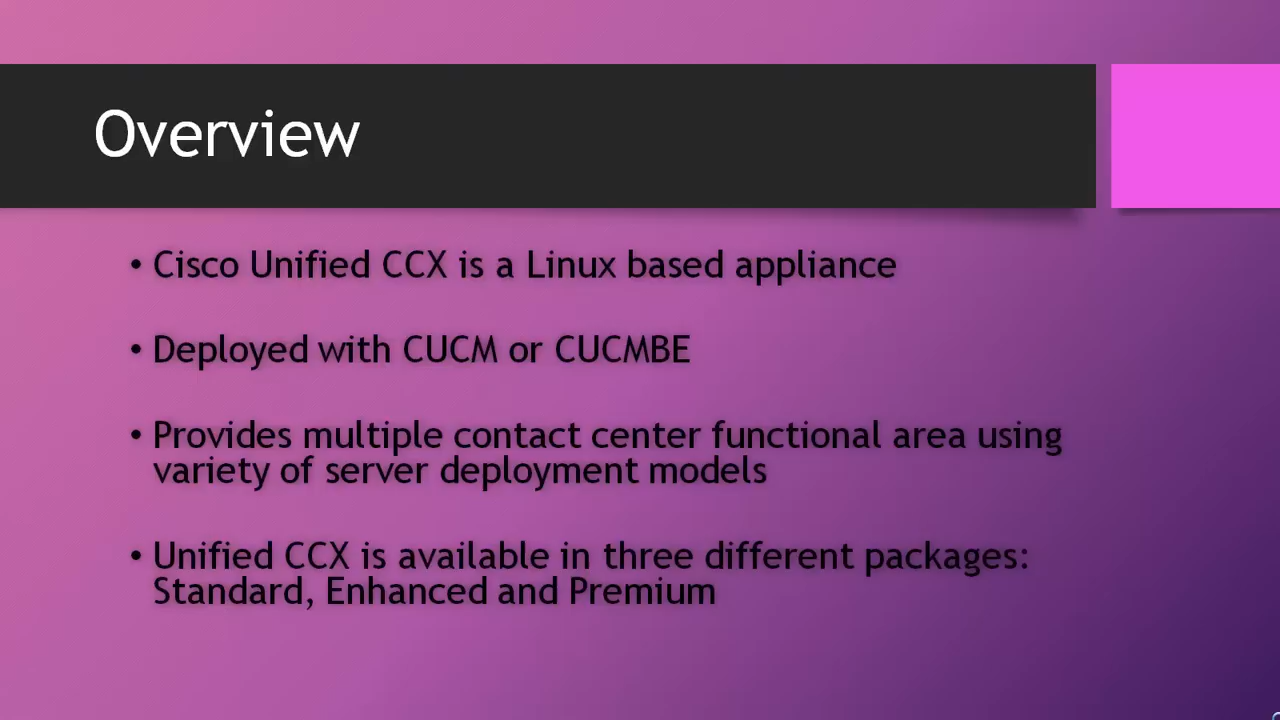 Overview
• Cisco Unified CCX is a Linux based appliance
• Deployed with CUCM or CUCMBE
• Provides multiple contact center functional area using
variety of server deployment models
• Unified CCX is available in three different packages:
Standard, Enhanced and Premium